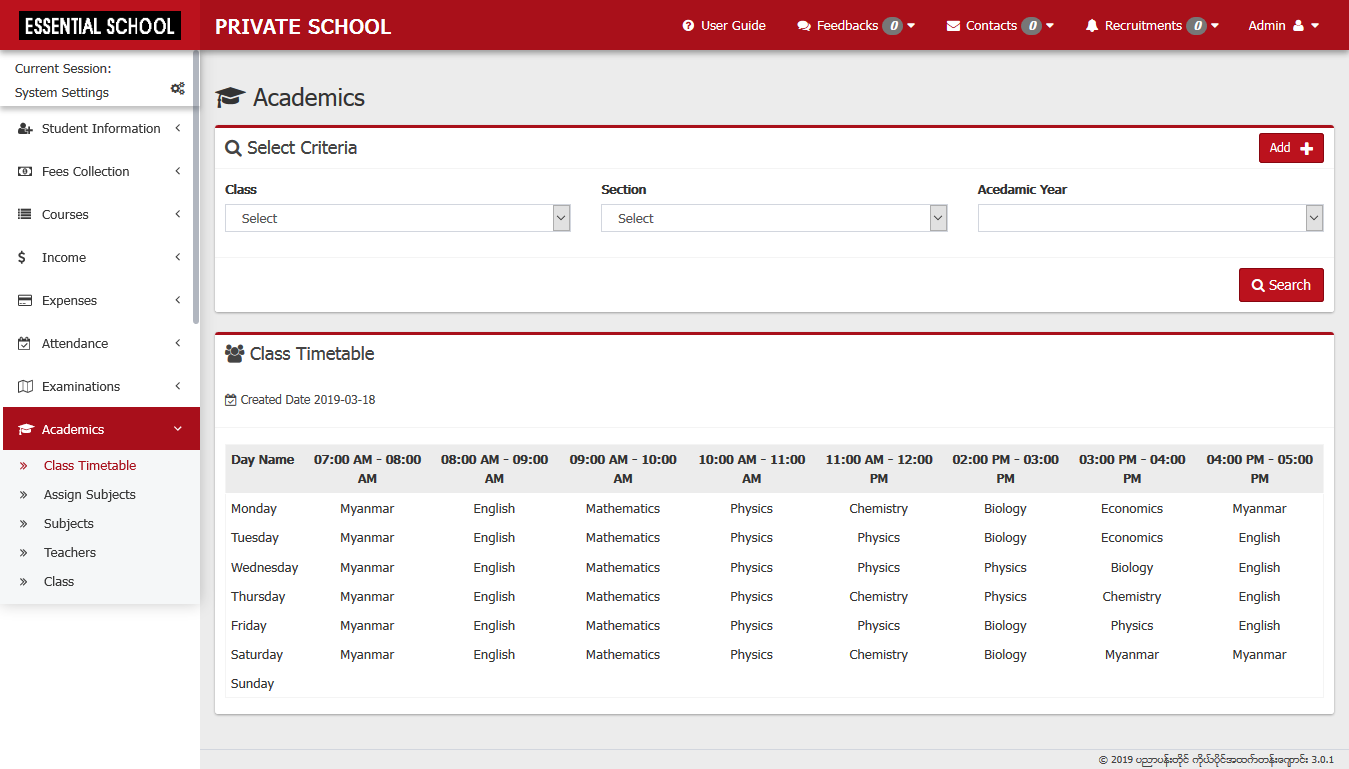 ESSENTIAL SCHOOL
PRIVATE SCHOOL
User Guide
Feedbacks 0
Contacts 0
Recruitments 0
Admin
Current Session:
System Settings
Student Information
Fees Collection
Courses
Income
Expenses
Attendance
Examinations
Academics
Class Timetable
Assign Subjects
Subjects
Teachers
Class
Academics
Select Criteria
Add
Class Section Acedamic Year
Select Select
Search
Class Timetable
Created Date 2019-03-18
Day Name 07:00 AM - 08:00 AM 08:00 AM - 09:00 AM 09:00 AM - 10:00 AM 10:00 AM - 11:00 AM 11:00 AM - 12:00 PM 02:00 PM - 03:00 PM 03:00 PM - 04:00 PM 04:00 PM - 05:00 PM
Monday Myanmar English Mathematics Physics Chemistry Biology Economics Myanmar
Tuesday Myanmar English Mathematics Physics Physics Biology Economics English
Wednesday Myanmar English Mathematics Physics Physics Physics Biology English
Thursday Myanmar English Mathematics Physics Chemistry Physics Chemistry English
Friday Myanmar English Mathematics Physics Physics Biology Physics English
Saturday Myanmar English Mathematics Physics Chemistry Biology Myanmar Myanmar
Sunday
© 2019 ပညာပန်းတိုင် ကိုယ်ပိုင်အထက်တန်းကျောင်း 3.0.1